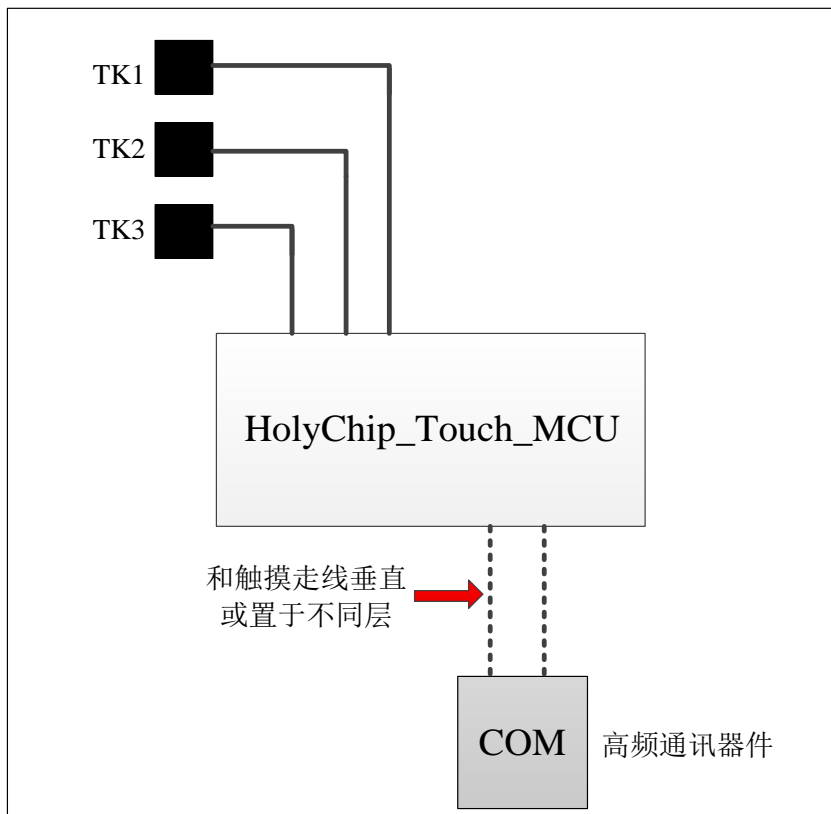 TK1
TK2
TK3
HolyChip_Touch_MCU
和触摸走线垂直
或置于不同层
COM
高频通讯器件